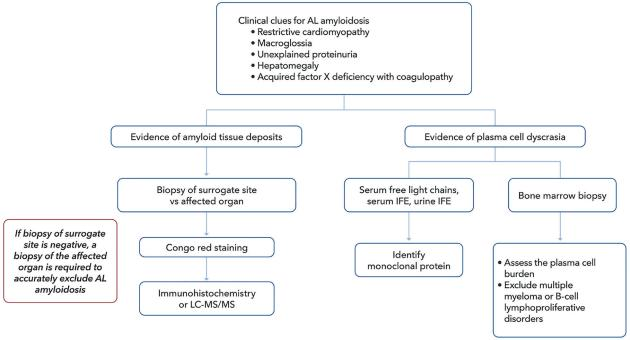 Clinical clues for AL amyloidosis
• Restrictive cardiomyopathy
• Macroglossia
• Unexplained proteinuria
• Hepatomegaly
• Acquired factor X deficiency with coagulopathy
Evidence of amyloid tissue deposits
Evidence of plasma cell dyscrasia
Biopsy of surrogate site
vs affected organ
Serum free light chains,
serum IFE, urine IFE
Bone marrow biopsy
If biopsy of surrogate
site is negative, a
biopsy of the affected
organ is required to
accurately exclude AL
amyloidosis
Congo red staining
Identify
monoclonal protein
• Assess the plasma cell
burden
• Exclude multiple
myeloma or B-cell
lymphoproliferative
disorders
Immunohistochemistry
or LC-MS/MS